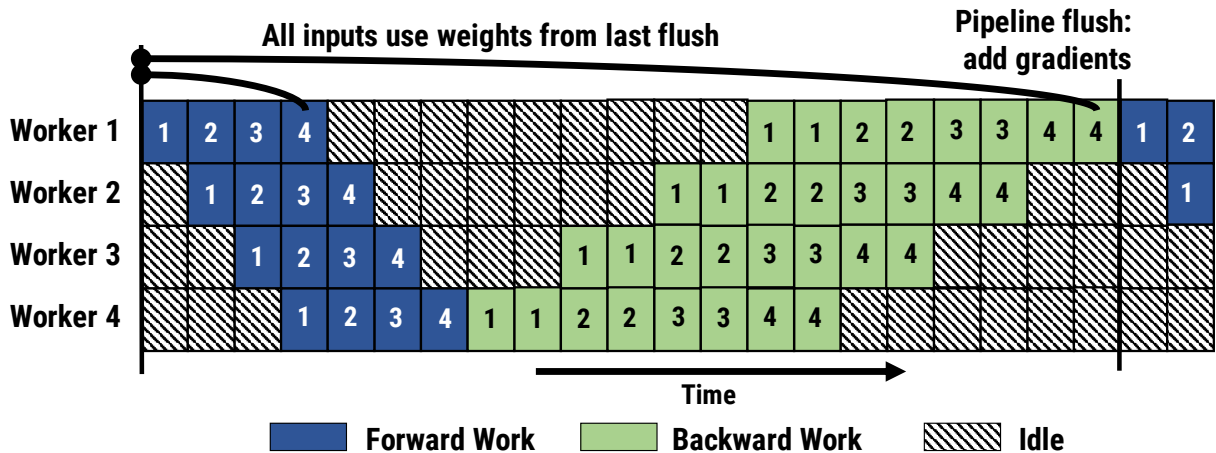 All inputs use weights from last flush
Pipeline flush:
add gradients
Worker 1 1 2 3 4 1 1 2 2 3 3 4 4 1 2
Worker 2 1 2 3 4 1 1 2 2 3 3 4 4 1
Worker 3 1 2 3 4 1 1 2 2 3 3 4 4
Worker 4 1 2 3 4 1 1 2 2 3 3 4 4
Time
Forward Work Backward Work Idle